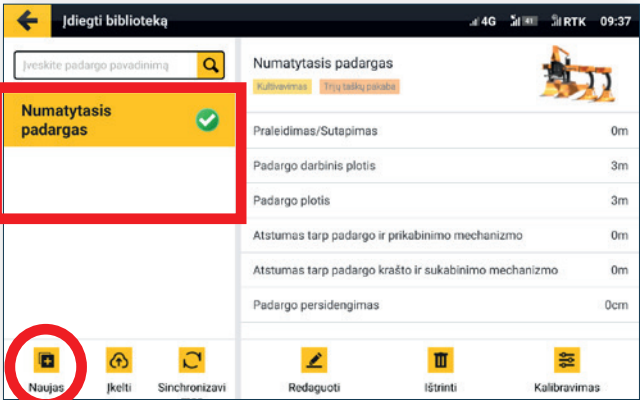 Įdiegti biblioteką
4G 41 RTK 09:37
Įveskite padargo pavadinimą
Numatytasis
padargas
Numatytasis padargas
Kultivavimas Trijų taškų pakaba
Praleidimas/Sutapimas 0m
Padargo darbinis plotis 3m
Padargo plotis 3m
Atstumas tarp padargo ir prikabinimo mechanizmo 0m
Atstumas tarp padargo krašto ir sukabinimo mechanizmo 0m
Padargo persidengimas 0cm
Naujas Įkelti Sinchronizavi
Redaguoti Ištrinti Kalibravimas